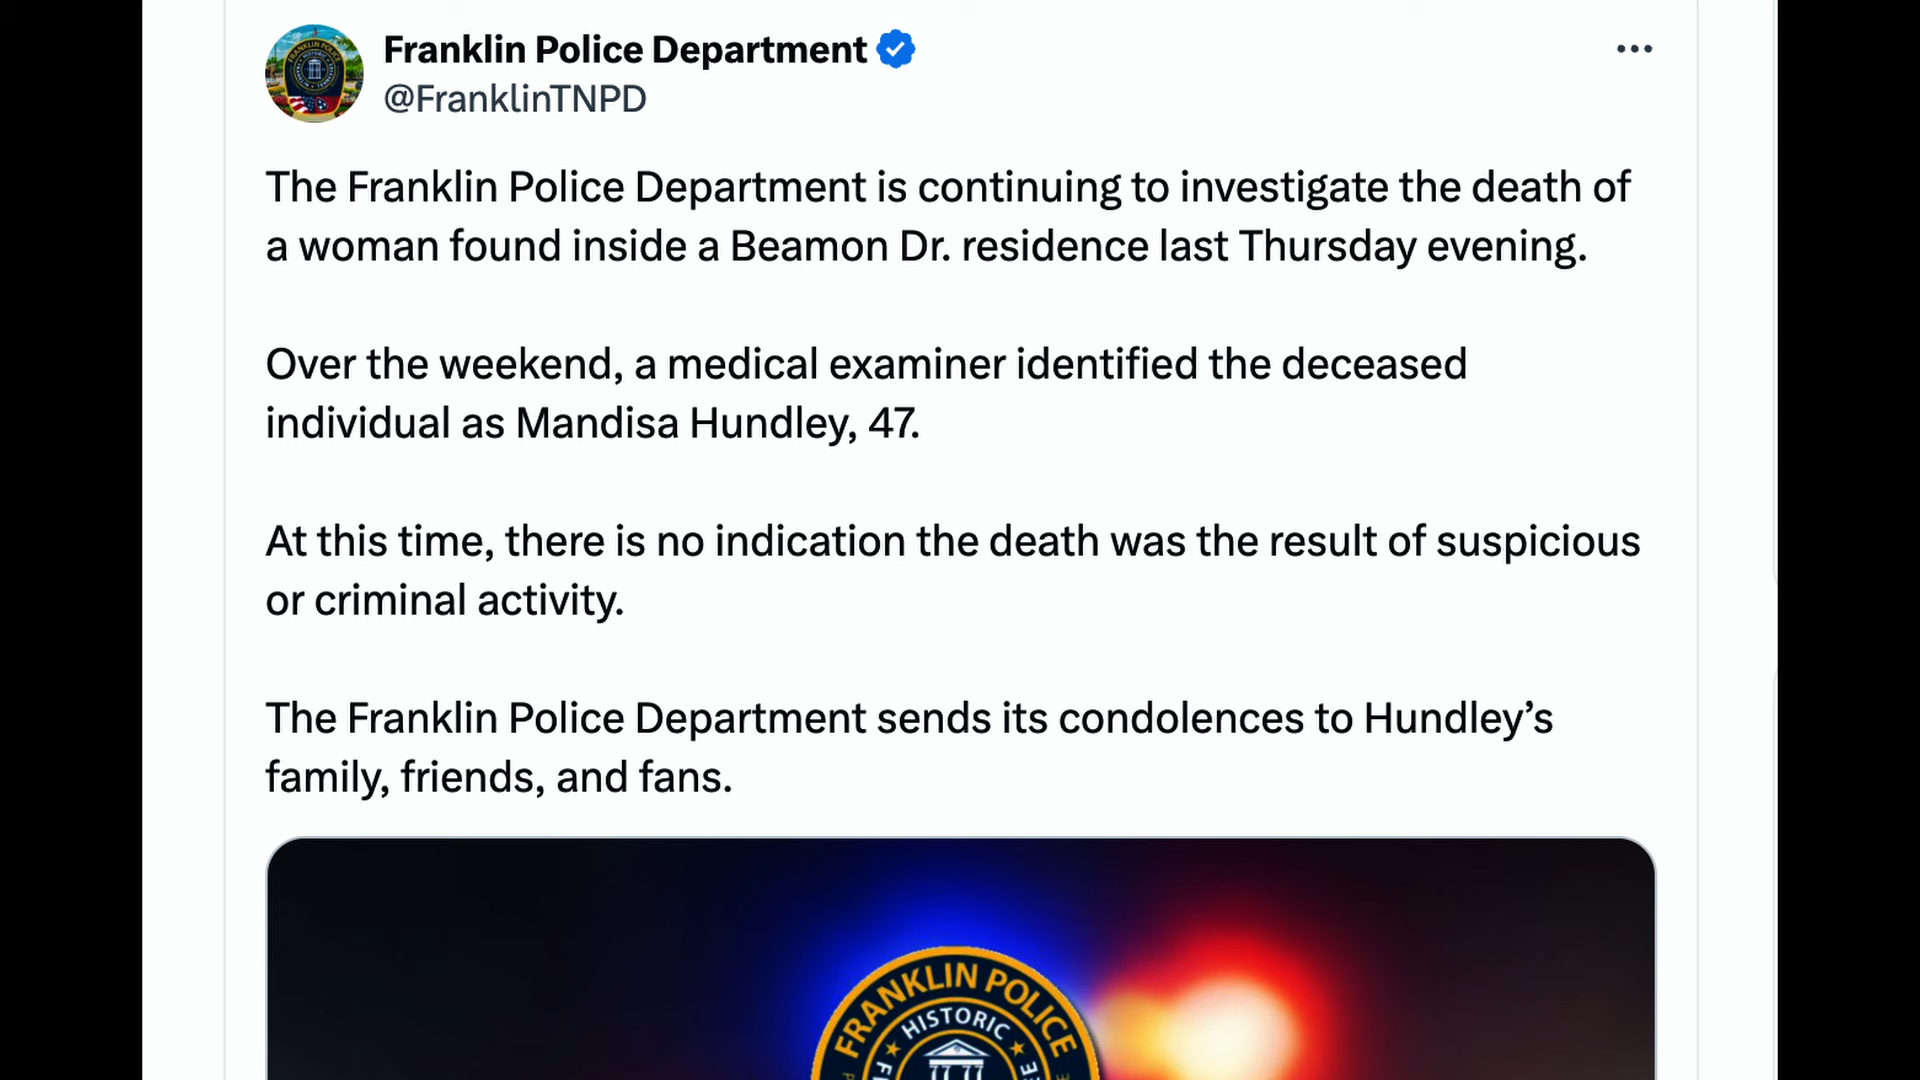 Franklin Police Department
@FranklinTNPD
The Franklin Police Department is continuing to investigate the death of
a woman found inside a Beamon Dr. residence last Thursday evening.
Over the weekend, a medical examiner identified the deceased
individual as Mandisa Hundley, 47.
At this time, there is no indication the death was the result of suspicious
or criminal activity.
The Franklin Police Department sends its condolences to Hundley’s
family, friends, and fans.
FRANKLIN POLICE
HISTORIC